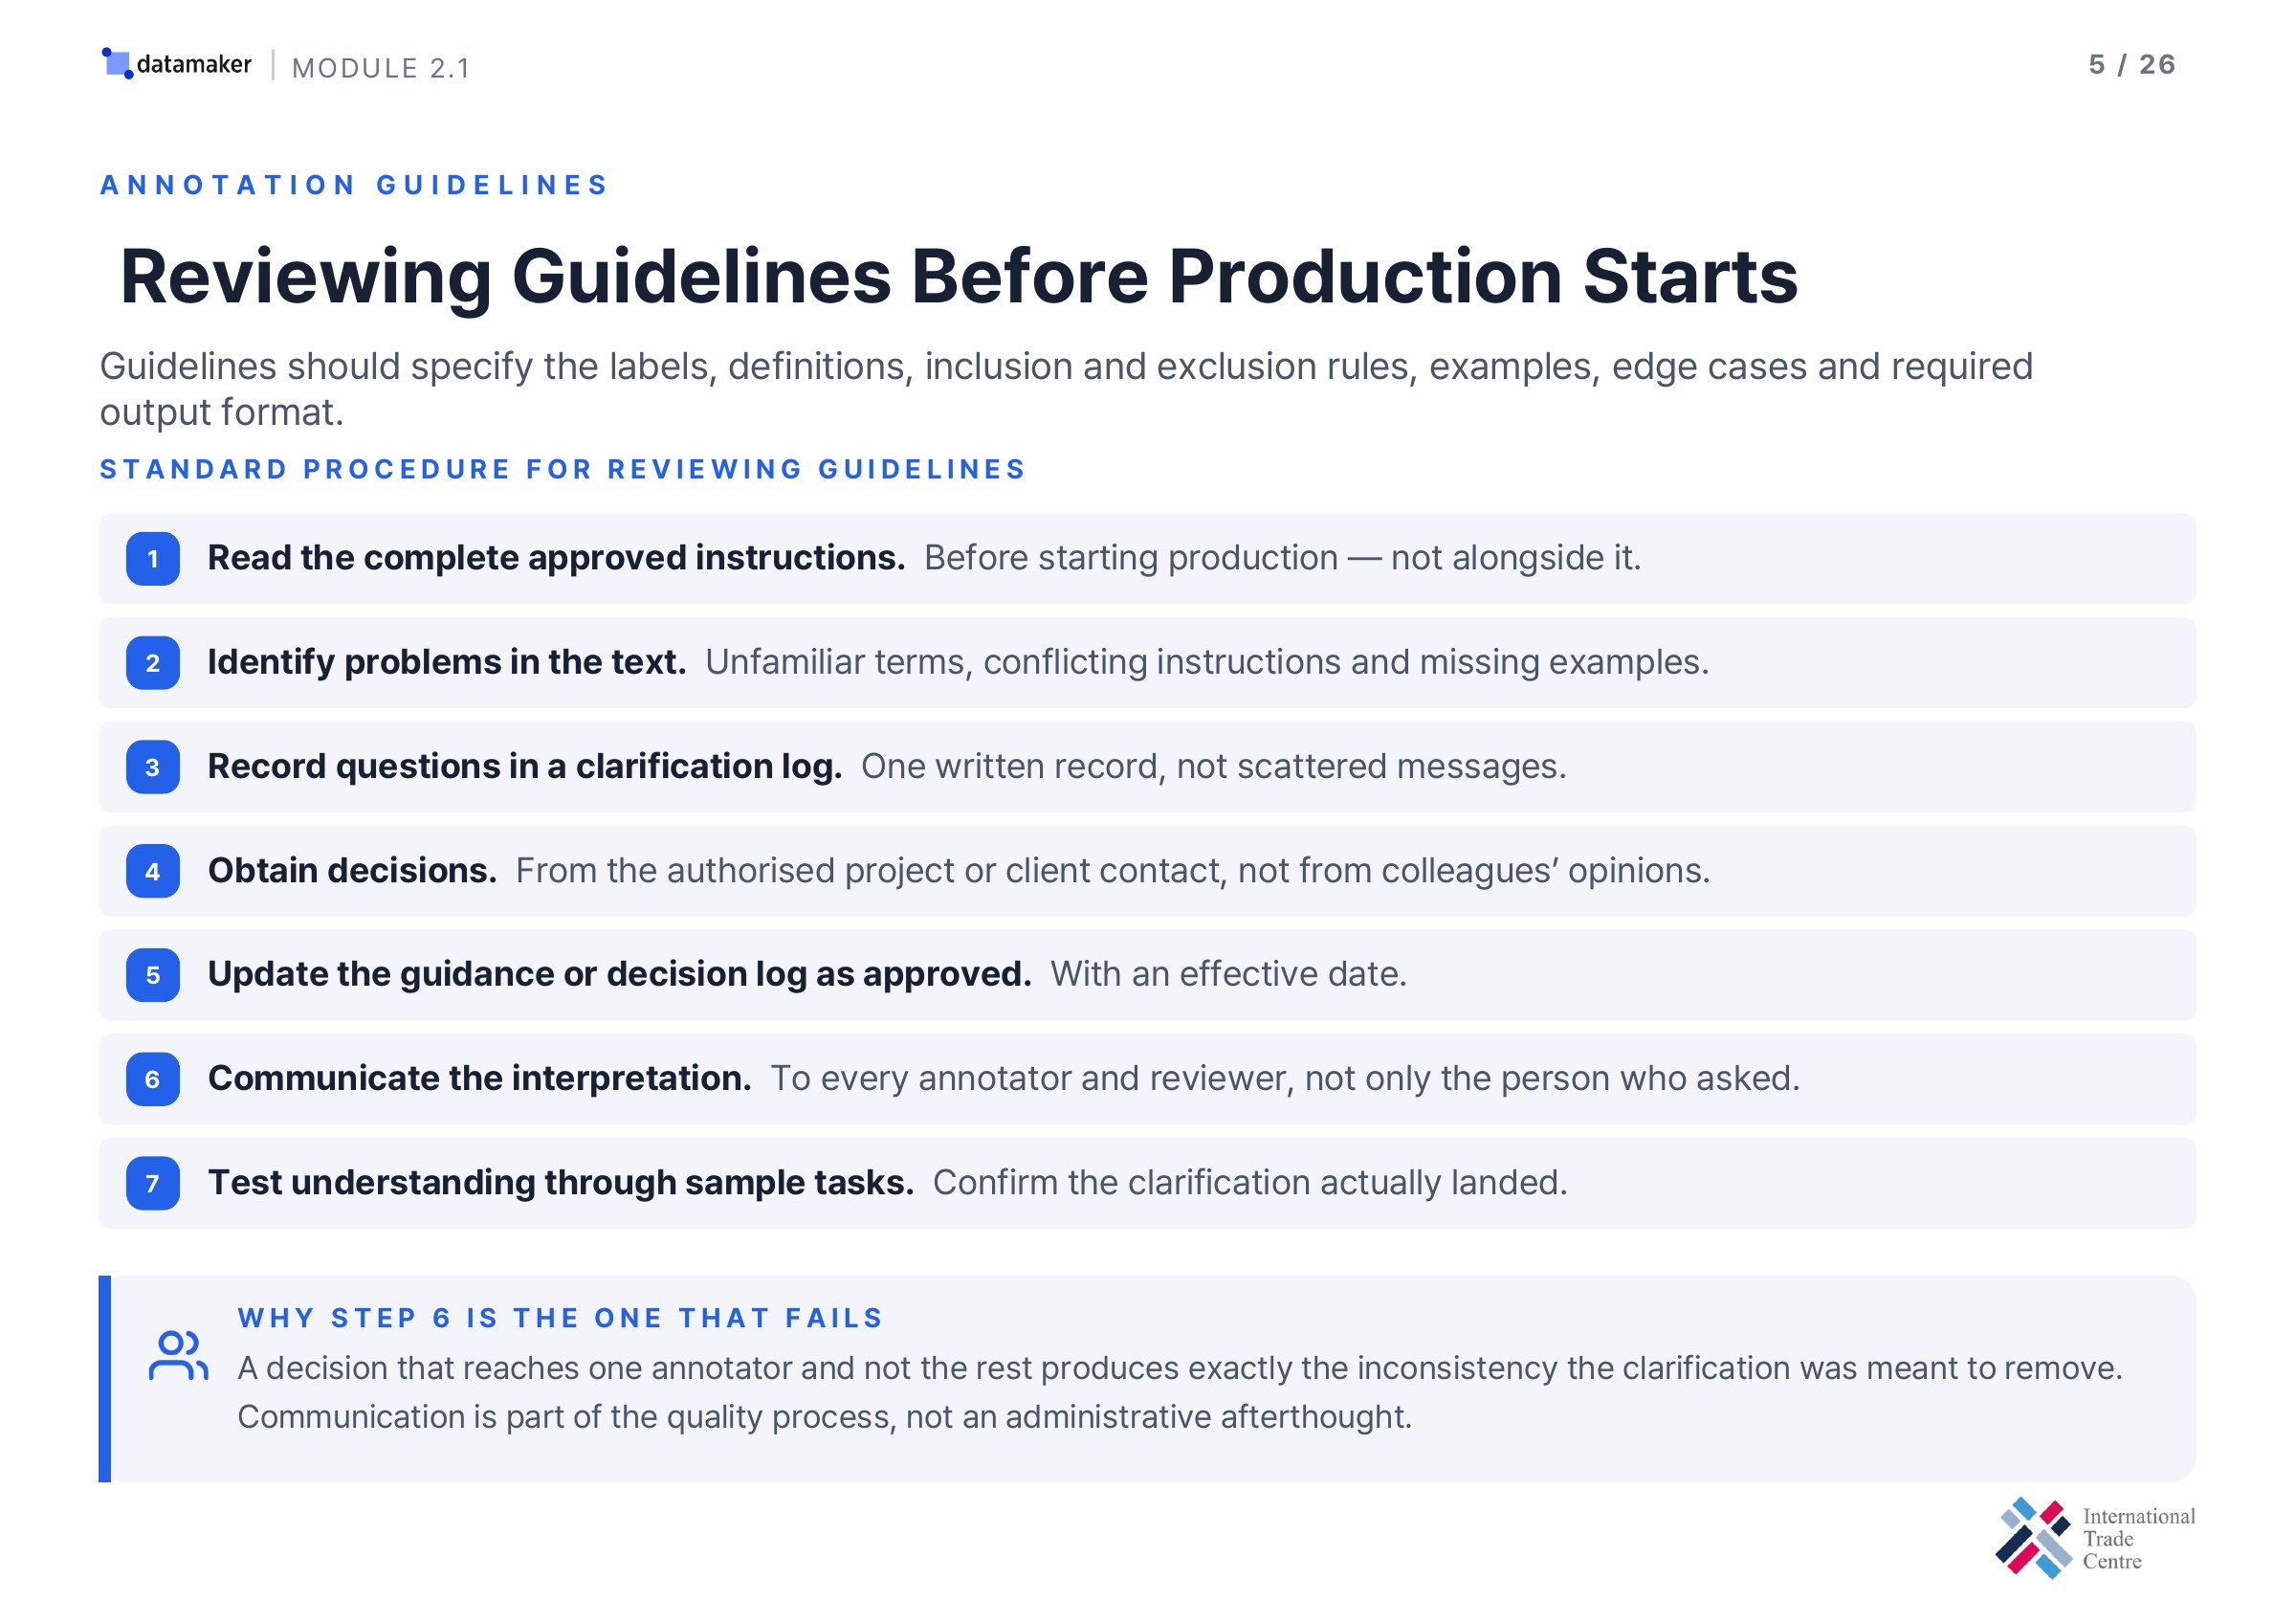 datamaker
MODULE 2.1
5 / 26
ANNOTATION GUIDELINES
Reviewing Guidelines Before Production Starts
Guidelines should specify the labels, definitions, inclusion and exclusion rules, examples, edge cases and required
output format.
STANDARD PROCEDURE FOR REVIEWING GUIDELINES
1 Read the complete approved instructions. Before starting production — not alongside it.
2 Identify problems in the text. Unfamiliar terms, conflicting instructions and missing examples.
3 Record questions in a clarification log. One written record, not scattered messages.
4 Obtain decisions. From the authorised project or client contact, not from colleagues’ opinions.
5 Update the guidance or decision log as approved. With an effective date.
6 Communicate the interpretation. To every annotator and reviewer, not only the person who asked.
7 Test understanding through sample tasks. Confirm the clarification actually landed.
WHY STEP 6 IS THE ONE THAT FAILS
A decision that reaches one annotator and not the rest produces exactly the inconsistency the clarification was meant to remove.
Communication is part of the quality process, not an administrative afterthought.
International
Trade
Centre